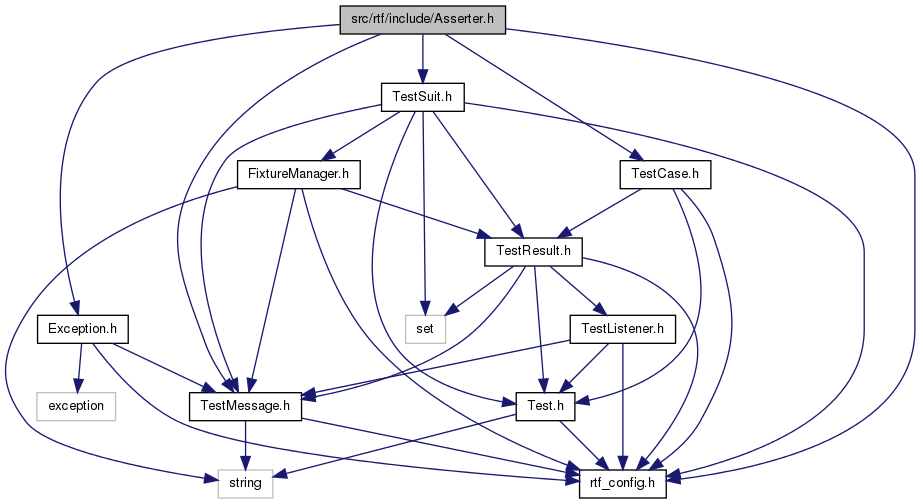 src/rtf/include/Asserter.h
TestSuit.h
FixtureManager.h
TestCase.h
TestResult.h
Exception.h
set
TestListener.h
exception
TestMessage.h
Test.h
string
rtf_config.h